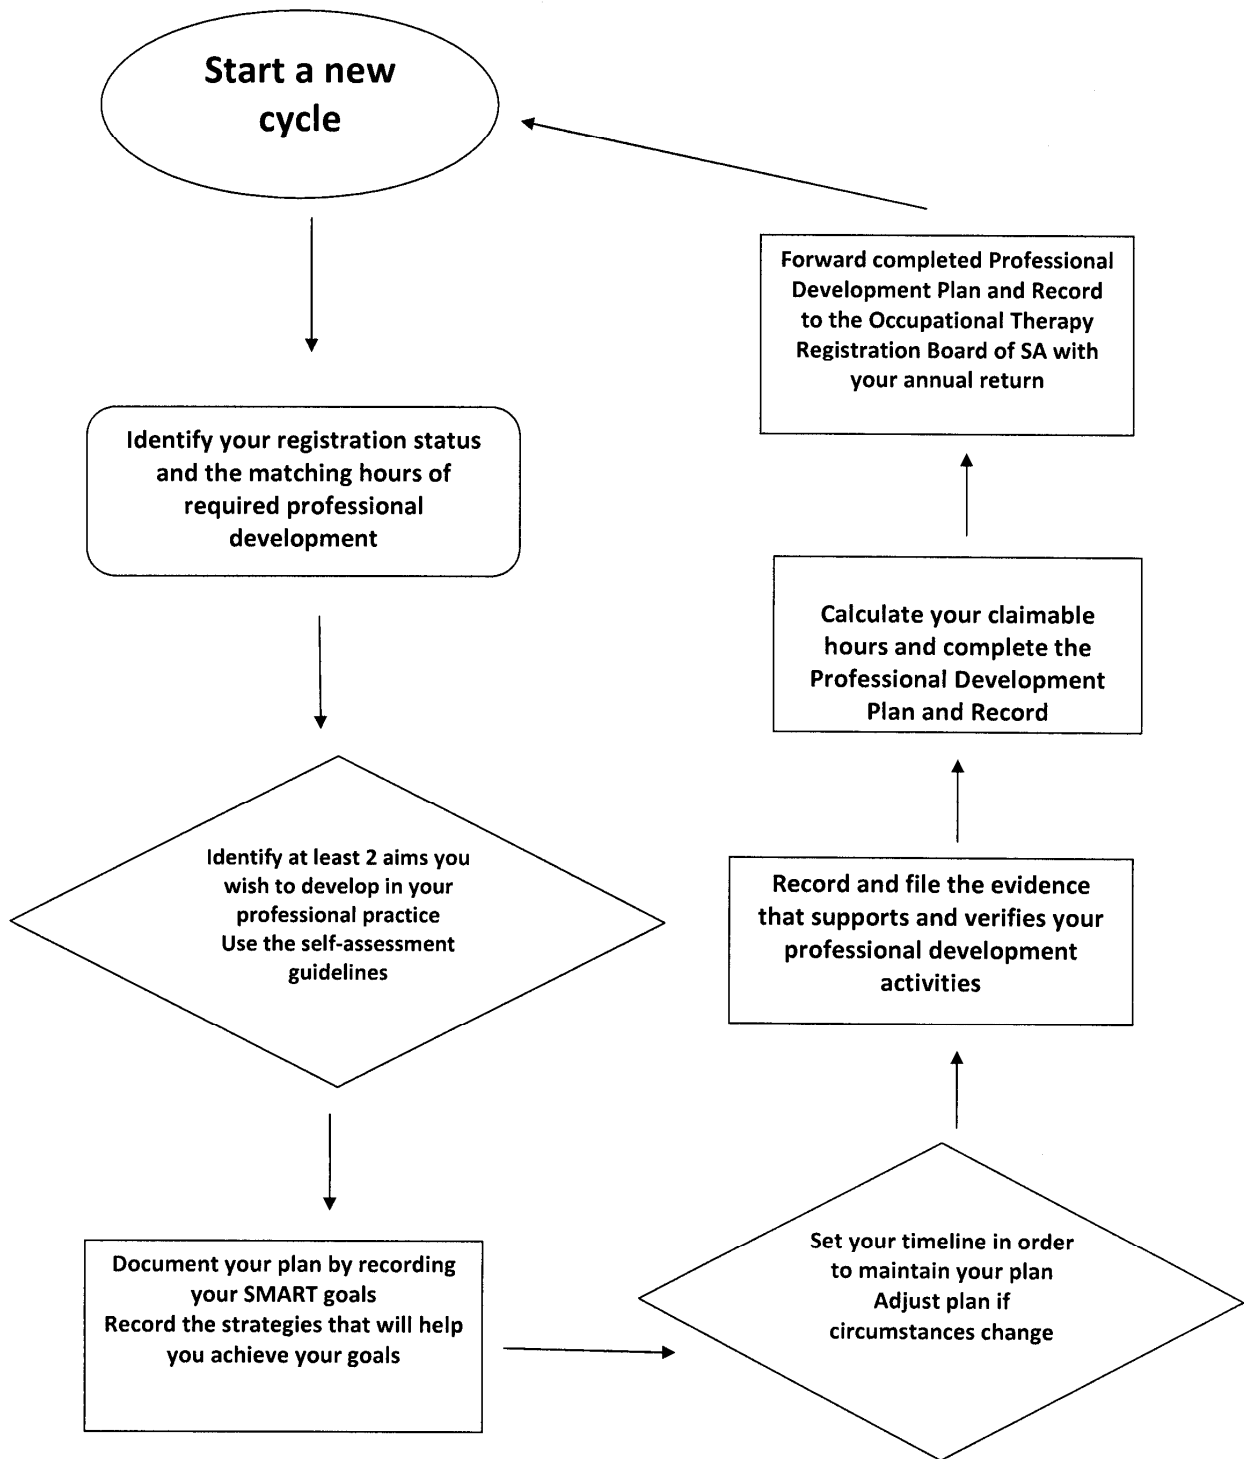 Start a new
cycle
Identify your registration status
and the matching hours of
required professional
development
Identify at least 2 aims you
wish to develop in your
professional practice
Use the self-assessment
guidelines
Document your plan by recording
your SMART goals
Record the strategies that will help
you achieve your goals
Set your timeline in order
to maintain your plan
Adjust plan if
circumstances change
Record and file the evidence
that supports and verifies your
professional development
activities
Calculate your claimable
hours and complete the
Professional Development
Plan and Record
Forward completed Professional
Development Plan and Record
to the Occupational Therapy
Registration Board of SA with
your annual return